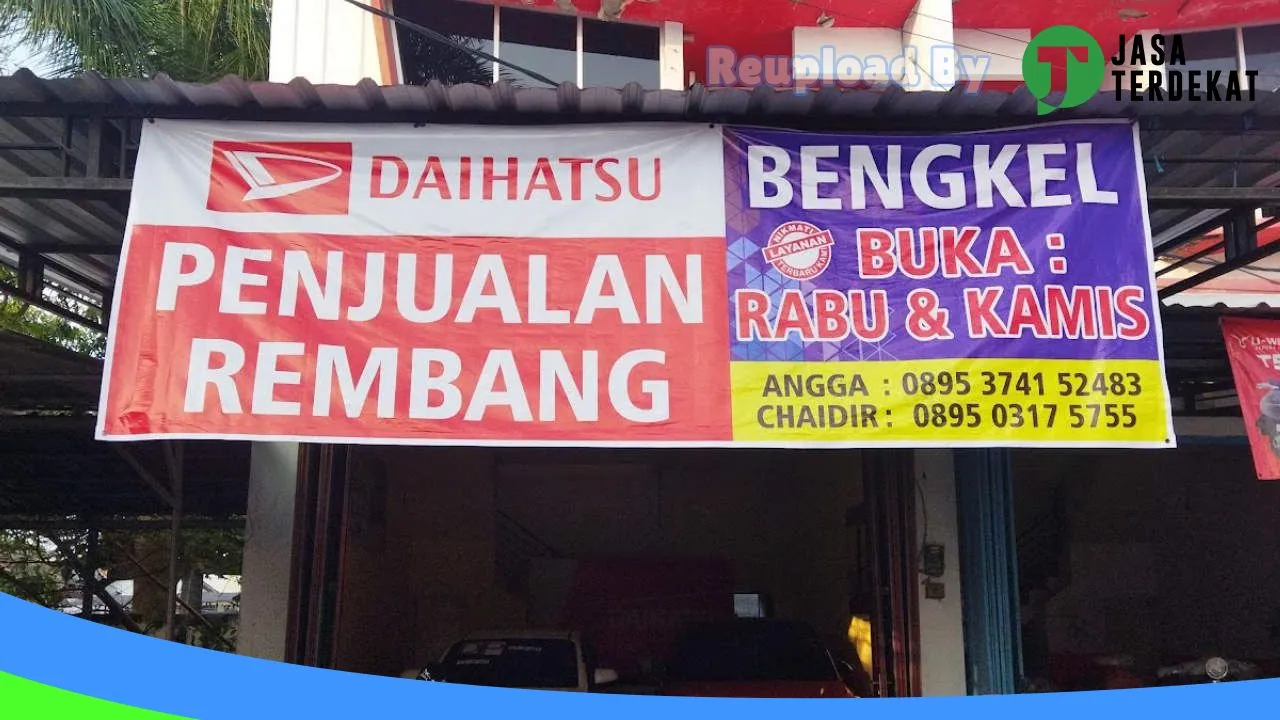 Reupload By
JASA
TERDEKAT
DAIHATSU
PENJUALAN
REMBANG
BENGKEL
NIKMATI
LAYANAN
TERBARU KAMI
BUKA :
RABU & KAMIS
ANGGA : 0895 3741 52483
CHAIDIR : 0895 0317 5755